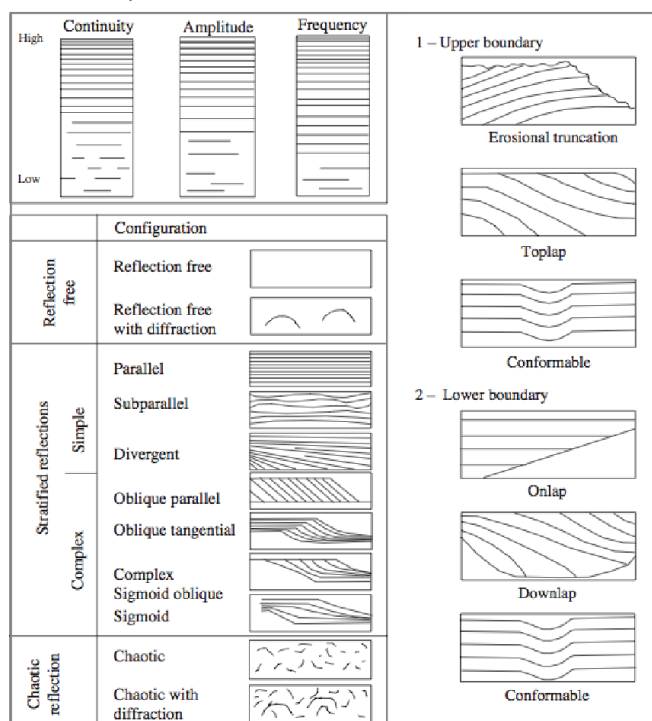 Continuity
Amplitude
Frequency
High
Low
Configuration
Reflection
free
Reflection free
Reflection free
with diffraction
Stratified reflections
Simple
Parallel
Subparallel
Divergent
Complex
Oblique parallel
Oblique tangential
Complex
Sigmoid oblique
Sigmoid
Chaotic
reflection
Chaotic
Chaotic with
diffraction
1 – Upper boundary
Erosional truncation
Toplap
Conformable
2 – Lower boundary
Onlap
Downlap
Conformable